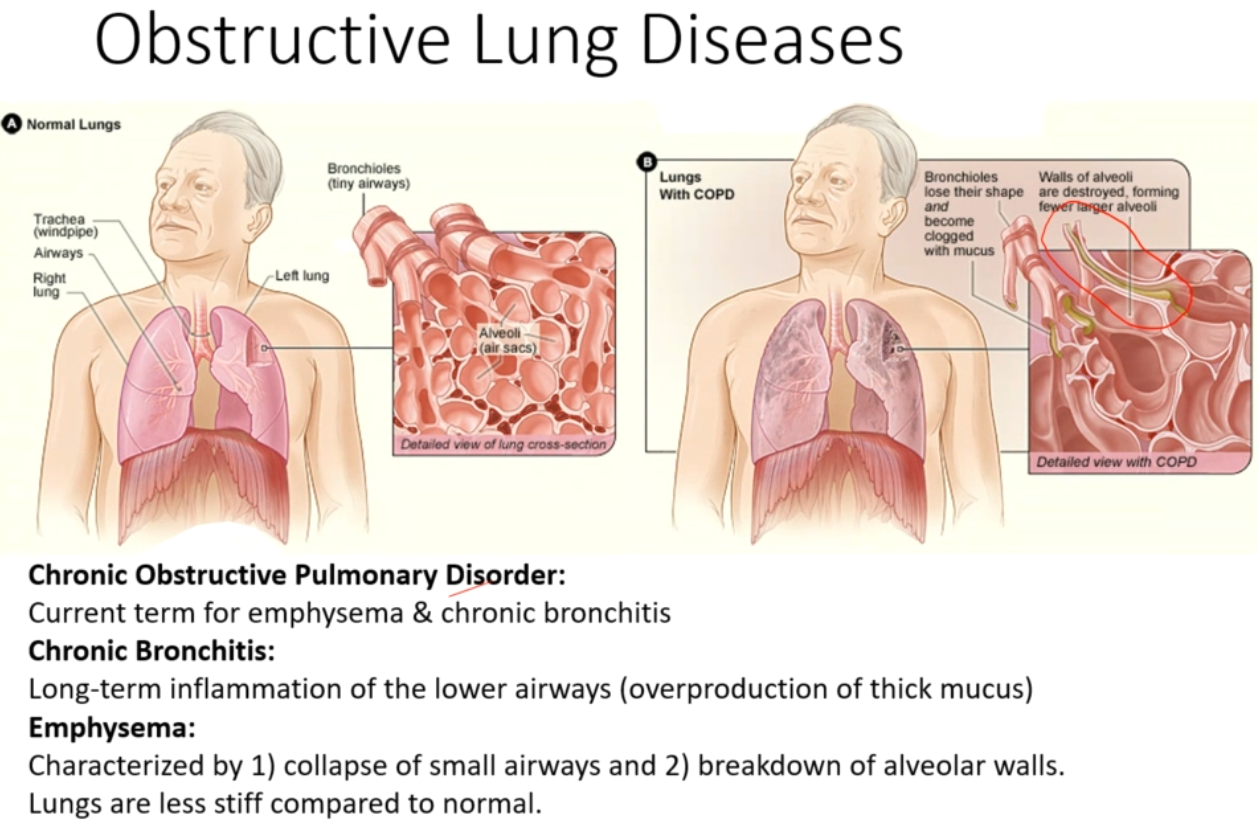 Obstructive Lung Diseases
A Normal Lungs
Bronchioles
(tiny airways)
Trachea
(windpipe)
Airways
Right
lung
Left lung
Alveoli
(air sacs)
Detailed view of lung cross-section
B
Lungs
With COPD
Bronchioles
lose their shape
and
become
clogged
with mucus
Walls of alveoli
are destroyed, forming
fewer larger alveoli
Detailed view with COPD
Chronic Obstructive Pulmonary Disorder:
Current term for emphysema & chronic bronchitis
Chronic Bronchitis:
Long-term inflammation of the lower airways (overproduction of thick mucus)
Emphysema:
Characterized by 1) collapse of small airways and 2) breakdown of alveolar walls.
Lungs are less stiff compared to normal.